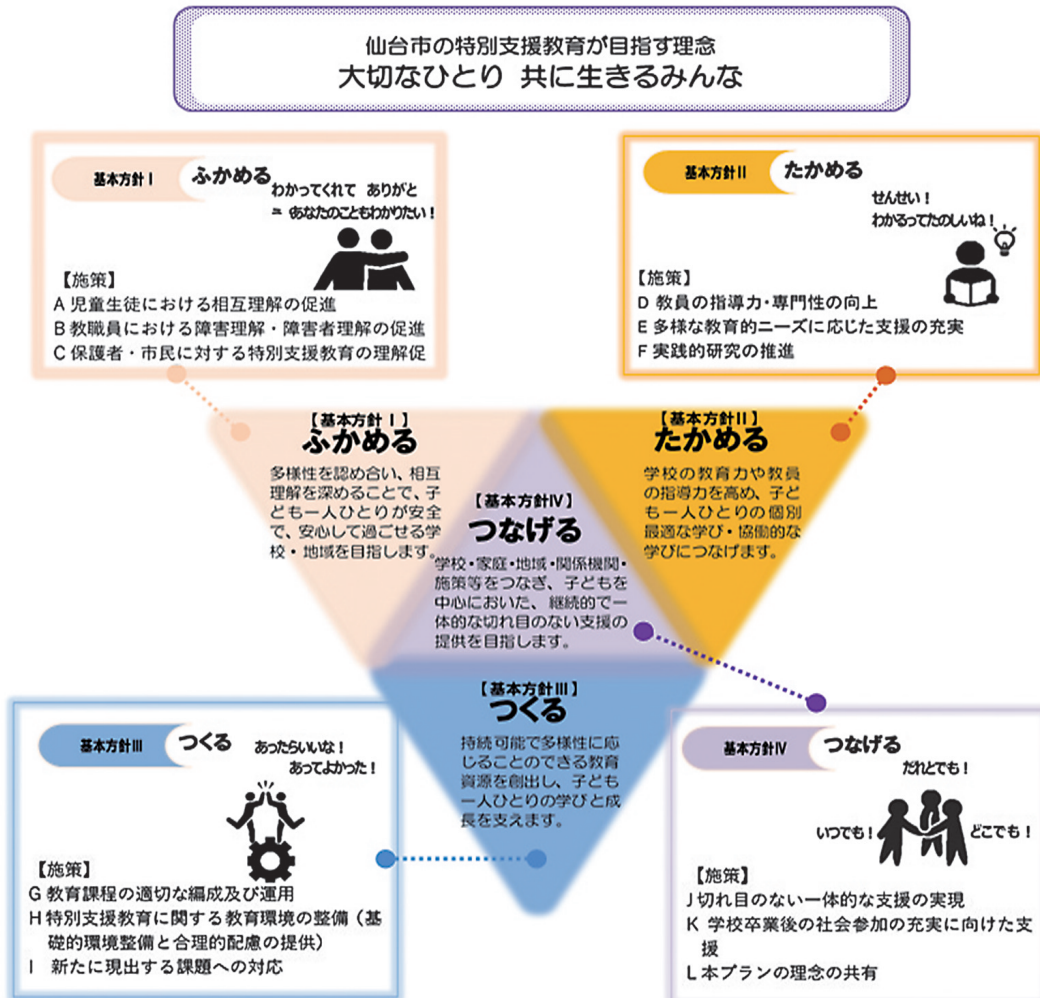 仙台市の特別支援教育が目指す理念
大切なひとり 共に生きるみんな
基本方針Ⅰ ふかめる
わかってくれて ありがと
= あなたのこともわかりたい!
【施策】
A 児童生徒における相互理解の促進
B 教職員における障害理解・障害者理解の促進
C 保護者・市民に対する特別支援教育の理解促
基本方針Ⅱ たかめる
せんせい!
わかるってたのしいね!
【施策】
D 教員の指導力・専門性の向上
E 多様な教育的ニーズに応じた支援の充実
F 実践的研究の推進
【基本方針Ⅰ】
ふかめる
多様性を認め合い、相互
理解を深めることで、子
ども一人ひとりが安全
で、安心して過ごせる学
校・地域を目指します。
【基本方針Ⅱ】
たかめる
学校の教育力や教員
の指導力を高め、子ど
も一人ひとりの個別
最適な学び・協働的な
学びにつなげます。
【基本方針Ⅳ】
つなげる
学校・家庭・地域・関係機関・
施策等をつなぎ、子どもを
中心においた、継続的で一
体的な切れ目のない支援の
提供を目指します。
【基本方針Ⅲ】
つくる
持続可能で多様性に応
じることのできる教育
資源を創出し、子ども
一人ひとりの学びと成
長を支えます。
基本方針Ⅲ つくる
あったらいいな!
あってよかった!
【施策】
G 教育課程の適切な編成及び運用
H 特別支援教育に関する教育環境の整備(基
礎的環境整備と合理的配慮の提供)
I 新たに現出する課題への対応
基本方針Ⅳ つなげる
だれとでも!
いつでも! どこでも!
【施策】
J 切れ目のない一体的な支援の実現
K 学校卒業後の社会参加の充実に向けた支
援
L 本プランの理念の共有